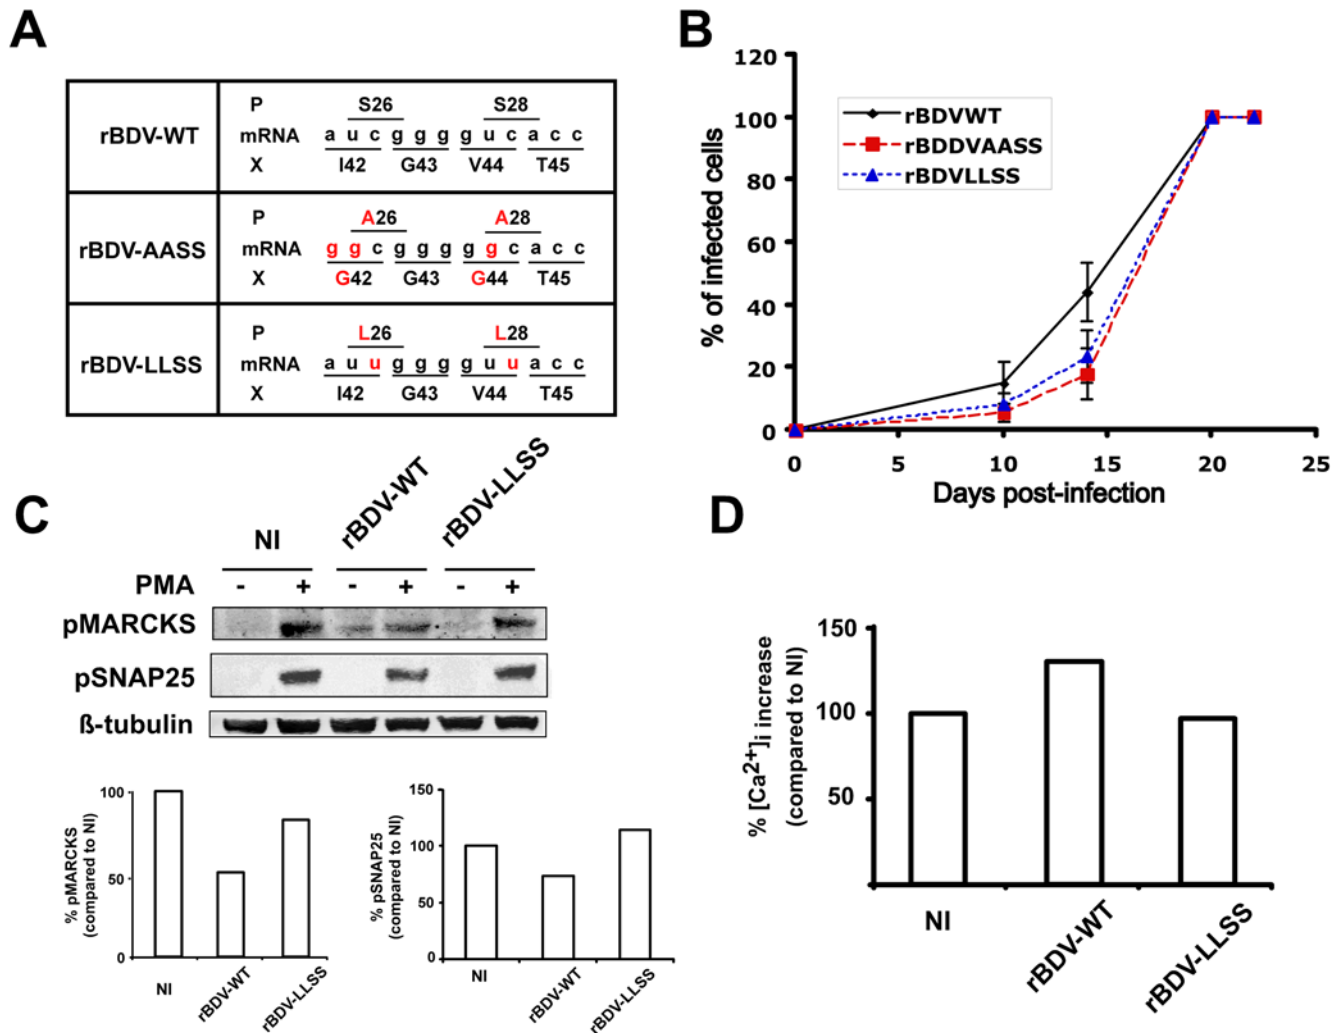 A
rBDV-WT
P S26 S28
mRNA a u c g g g g u c a c c
X I42 G43 V44 T45
rBDV-AASS
P A26 A28
mRNA g g c g g g g g c a c c
X G42 G43 G44 T45
rBDV-LLSS
P L26 L28
mRNA a u u g g g g u u a c c
X I42 G43 V44 T45
B
% of infected cells
120
100
80
60
40
20
0
rBDVWT
rBDDVAASS
rBDVLLSS
0 5 10 15 20 25
Days post-infection
C
NI rBDV-WT rBDV-LLSS
PMA - + - + - +
pMARCKS
pSNAP25
ß-tubulin
% pMARCKS
(compared to NI)
100
50
0
NI rBDV-WT rBDV-LLSS
% pSNAP25
(compared to NI)
150
100
50
0
NI rBDV-WT rBDV-LLSS
D
% [Ca2+]i increase
(compared to NI)
150
100
50
NI rBDV-WT rBDV-LLSS